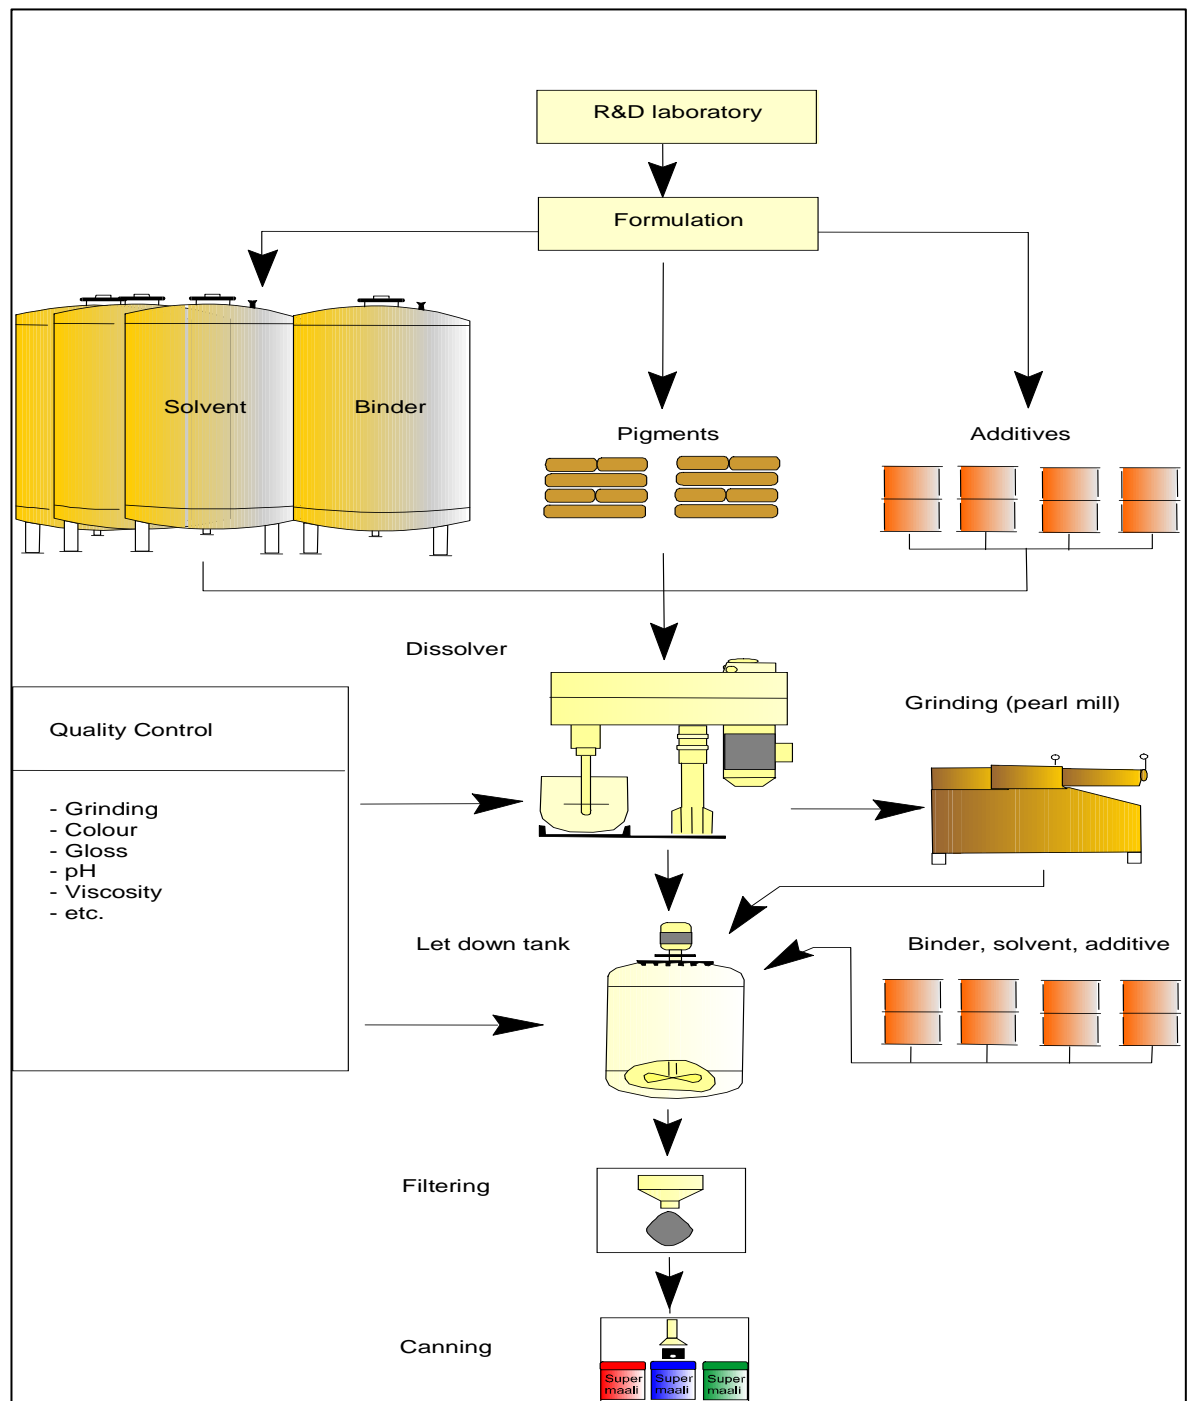 R&D laboratory
Formulation
Solvent
Binder
Pigments
Additives
Dissolver
Quality Control
Grinding (pearl mill)
- Grinding
- Colour
- Gloss
- pH
- Viscosity
- etc.
Let down tank
Binder, solvent, additive
Filtering
Canning
Super
maali
Super
maali
Super
maali